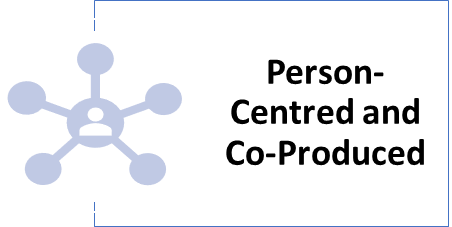 Person-
Centred and
Co-Produced